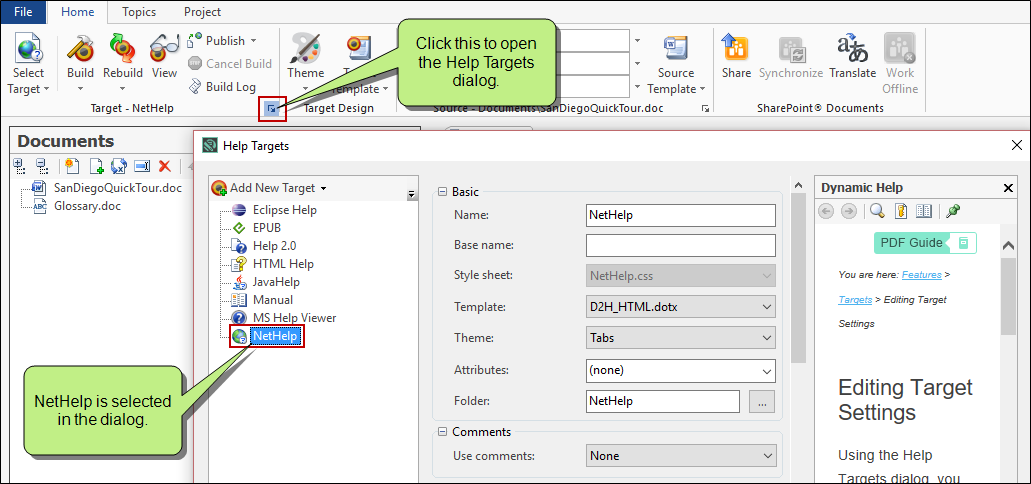 File Home Topics Project
Select Target Build Rebuild View Publish Cancel Build Build Log
Theme Template
Source Template Share Synchronize Translate Work Offline
Target - NetHelp Target Design Source - Documents\SanDiegoQuickTour.doc SharePoint® Documents
Click this to open
the Help Targets
dialog.
Documents
SanDiegoQuickTour.doc
Glossary.doc
Help Targets
Add New Target
Eclipse Help
EPUB
Help 2.0
HTML Help
JavaHelp
Manual
MS Help Viewer
NetHelp
NetHelp is selected
in the dialog.
Basic
Name: NetHelp
Base name:
Style sheet: NetHelp.css
Template: D2H_HTML.dotx
Theme: Tabs
Attributes: (none)
Folder: NetHelp ...
Comments
Use comments: None
Dynamic Help
PDF Guide
You are here: Features >
Targets > Editing Target
Settings
Editing Target
Settings
Using the Help
Targets dialog, you